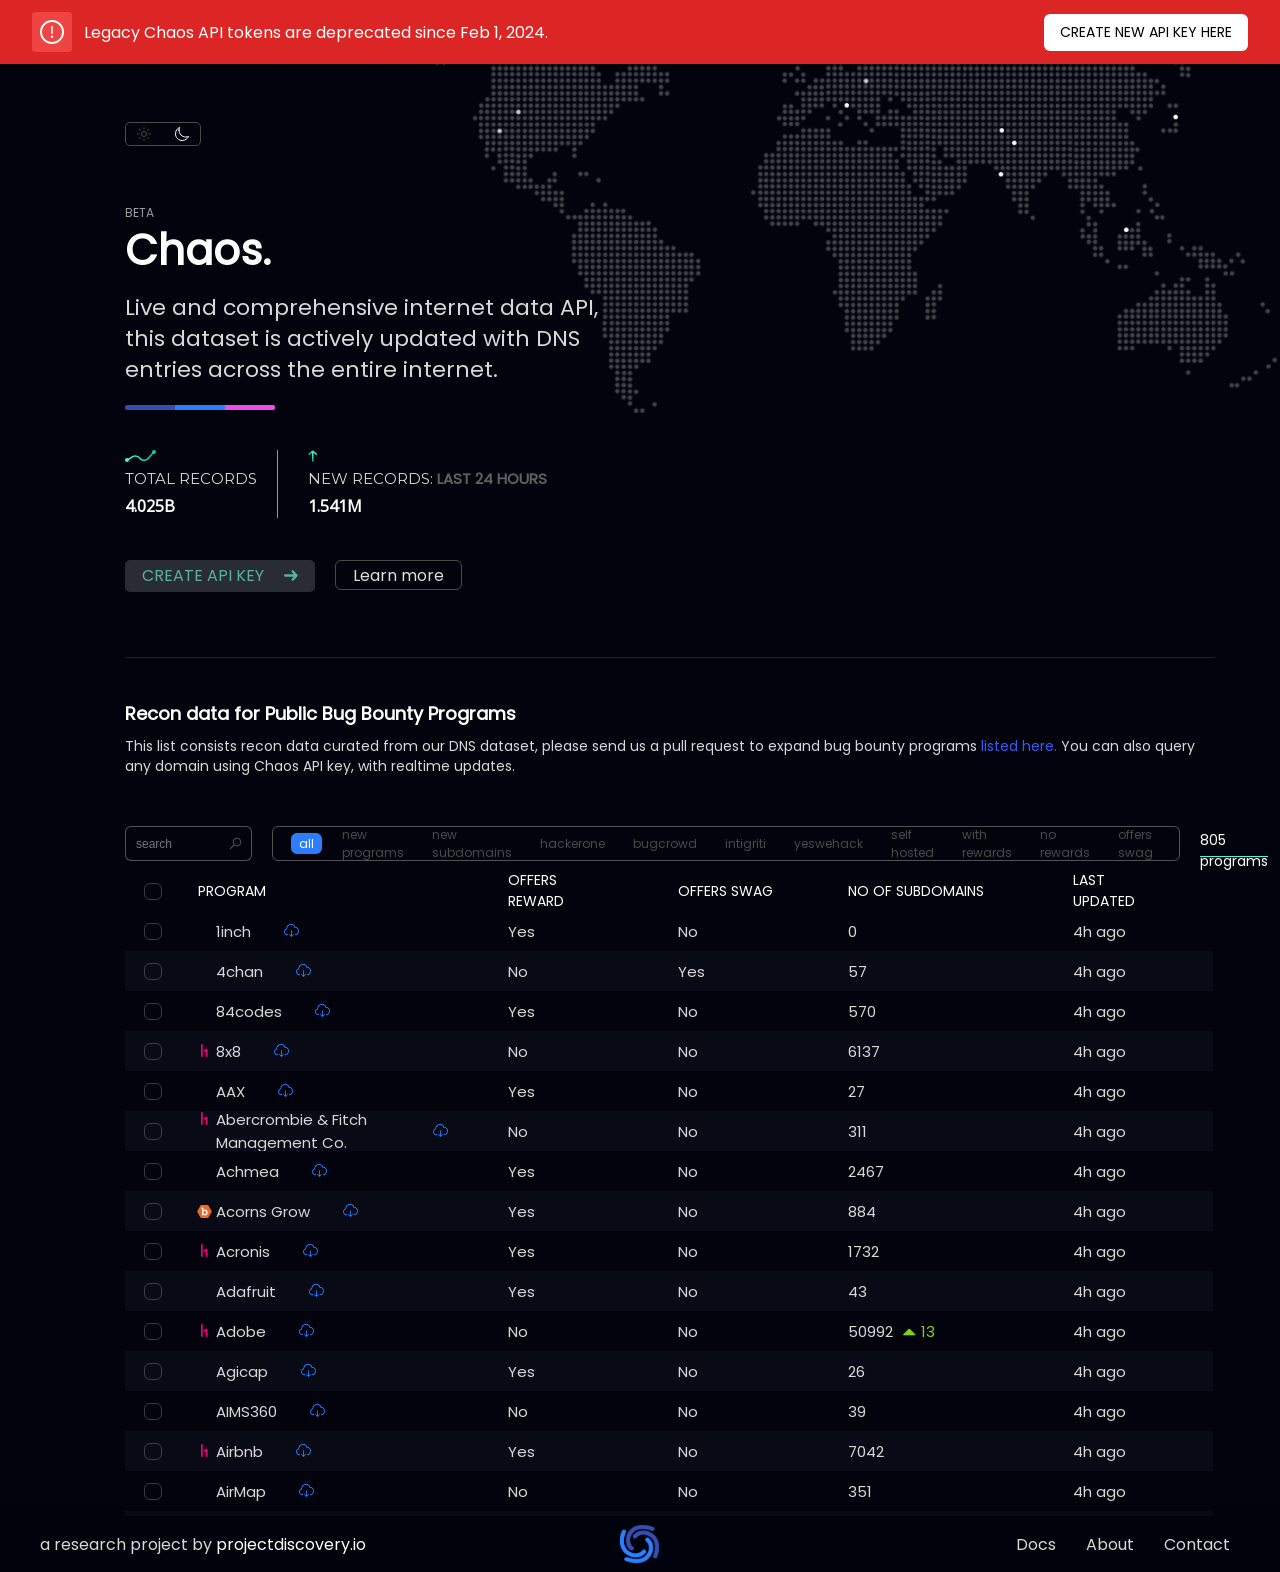 Legacy Chaos API tokens are deprecated since Feb 1, 2024.
CREATE NEW API KEY HERE
BETA
Chaos.
Live and comprehensive internet data API,
this dataset is actively updated with DNS
entries across the entire internet.
TOTAL RECORDS
4.025B
NEW RECORDS: LAST 24 HOURS
1.541M
CREATE API KEY
Learn more
Recon data for Public Bug Bounty Programs
This list consists recon data curated from our DNS dataset, please send us a pull request to expand bug bounty programs listed here. You can also query
any domain using Chaos API key, with realtime updates.
search
all
new programs
new subdomains
hackerone
bugcrowd
intigriti
yeswehack
self hosted
with rewards
no rewards
offers swag
805 programs
PROGRAM OFFERS REWARD OFFERS SWAG NO OF SUBDOMAINS LAST UPDATED
1inch Yes No 0 4h ago
4chan No Yes 57 4h ago
84codes Yes No 570 4h ago
8x8 No No 6137 4h ago
AAX Yes No 27 4h ago
Abercrombie & Fitch Management Co. No No 311 4h ago
Achmea Yes No 2467 4h ago
Acorns Grow Yes No 884 4h ago
Acronis Yes No 1732 4h ago
Adafruit Yes No 43 4h ago
Adobe No No 50992 13 4h ago
Agicap Yes No 26 4h ago
AIMS360 No No 39 4h ago
Airbnb Yes No 7042 4h ago
AirMap No No 351 4h ago
a research project by projectdiscovery.io
Docs About Contact